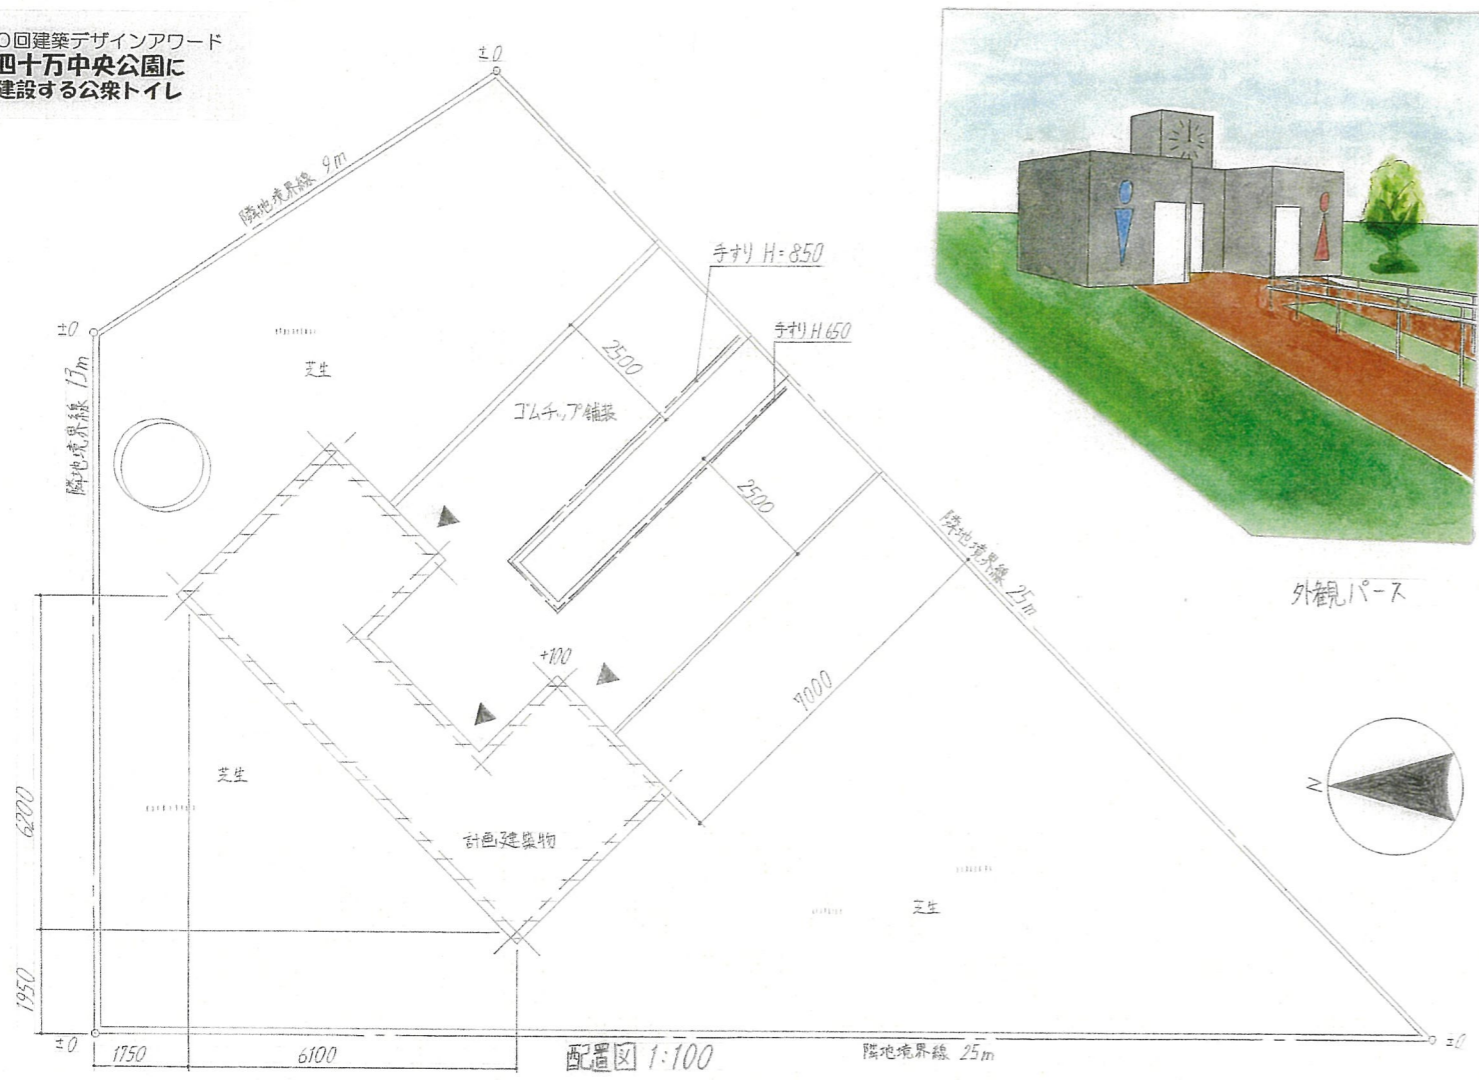 〇回建築デザインアワード
四十万中央公園に
建設する公衆トイレ
±0
隣地境界線 9m
手すり H=850
±0
手すり H650
隣地境界線 13m
芝生
2500
ゴムチップ舗装
2500
隣地境界線 25m
外観パース
+100
7000
N
芝生
6200
計画建築物
芝生
1950
±0
1750
6100
配置図 1:100
隣地境界線 25m
±0